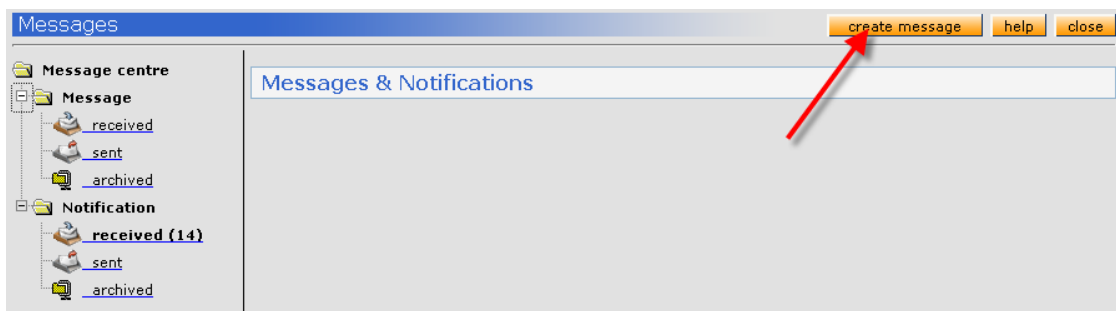 Messages
create message help close
Message centre
Messages & Notifications
Message
received
sent
archived
Notification
received (14)
sent
archived